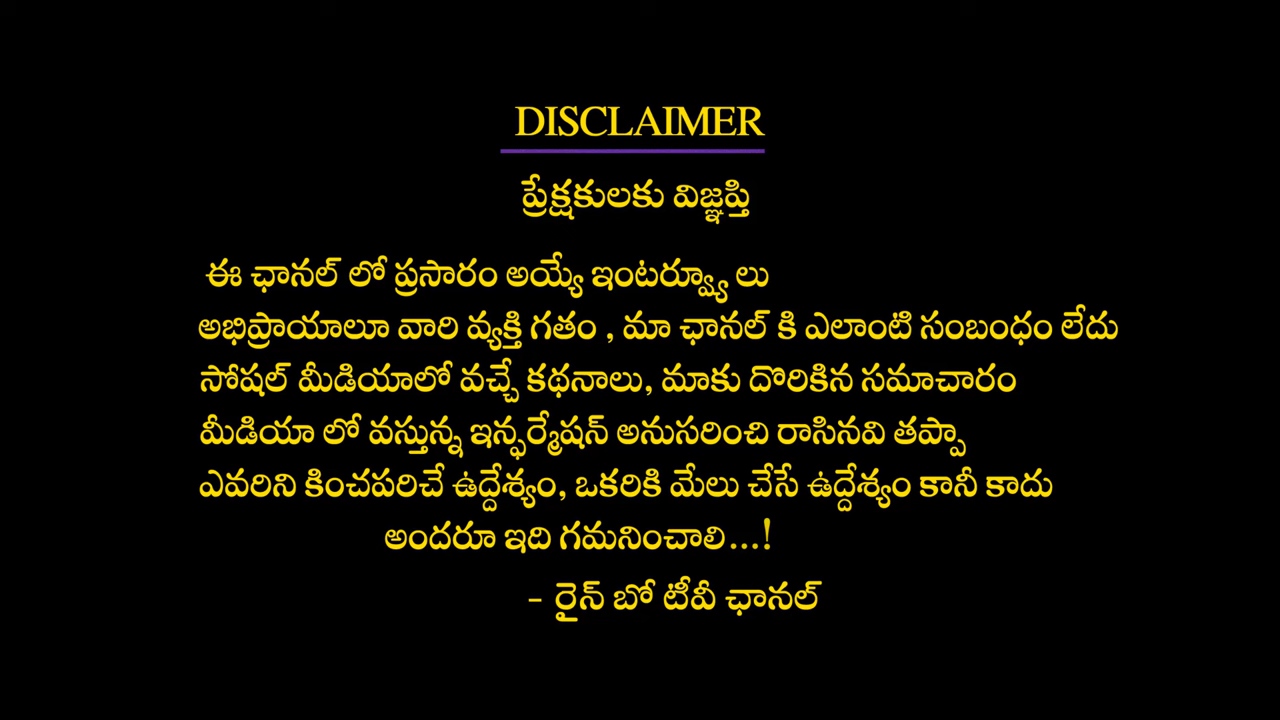 DISCLAIMER
ప్రేక్షకులకు విజ్ఞప్తి
ఈ ఛానల్ లో ప్రసారం అయ్యే ఇంటర్వ్యూ లు
అభిప్రాయాలూ వారి వ్యక్తి గతం , మా ఛానల్ కి ఎలాంటి సంబంధం లేదు
సోషల్ మీడియాలో వచ్చే కథనాలు, మాకు దొరికిన సమాచారం
మీడియా లో వస్తున్న ఇన్ఫర్మేషన్ అనుసరించి రాసినవి తప్పా
ఎవరిని కించపరిచే ఉద్దేశ్యం, ఒకరికి మేలు చేసే ఉద్దేశ్యం కానీ కాదు
అందరూ ఇది గమనించాలి...!
- రైన్ బో టీవీ ఛానల్